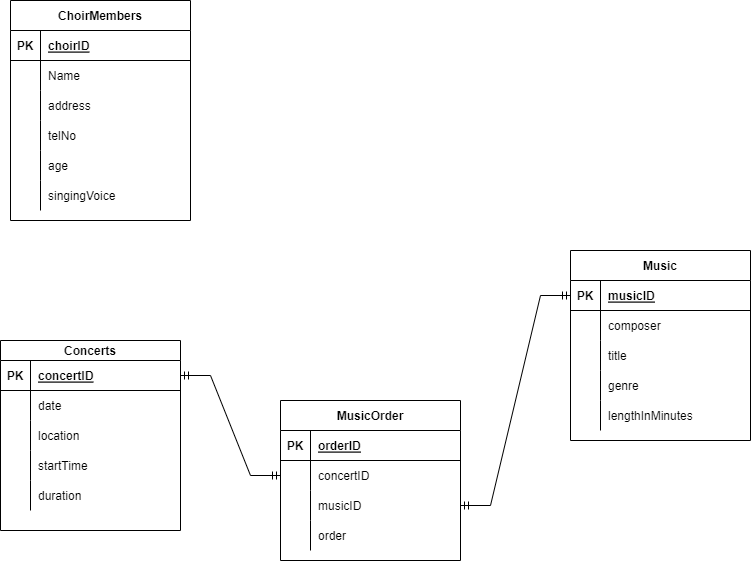 ChoirMembers
PK choirID
Name
address
telNo
age
singingVoice
Concerts
PK concertID
date
location
startTime
duration
MusicOrder
PK orderID
concertID
musicID
order
Music
PK musicID
composer
title
genre
lengthInMinutes